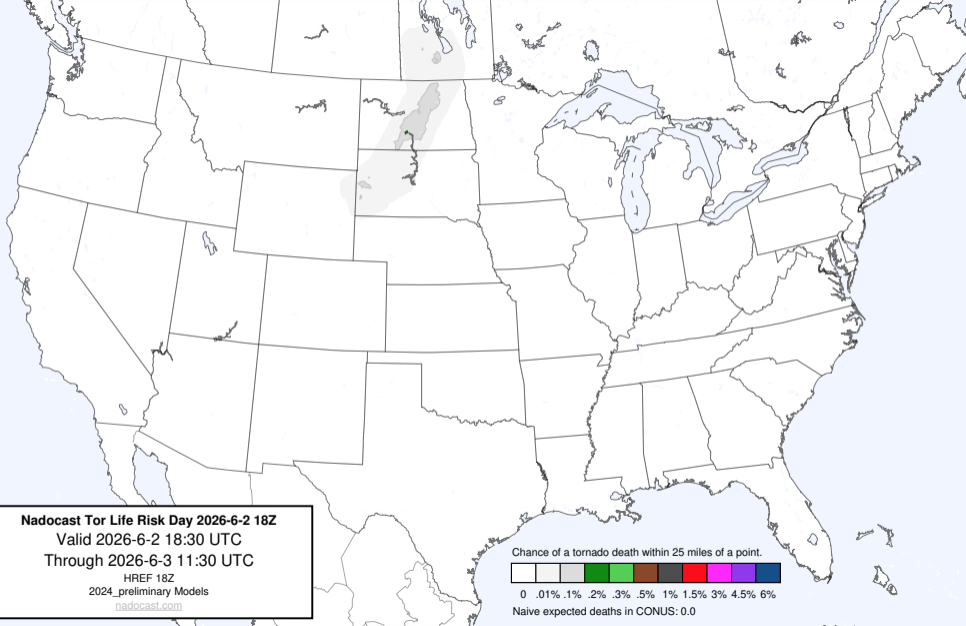 Nadocast Tor Life Risk Day 2026-6-2 18Z
Valid 2026-6-2 18:30 UTC
Through 2026-6-3 11:30 UTC
HREF 18Z
2024_preliminary Models
nadocast.com
Chance of a tornado death within 25 miles of a point.
0 .01% .1% .2% .3% .5% 1% 1.5% 3% 4.5% 6%
Naive expected deaths in CONUS: 0.0